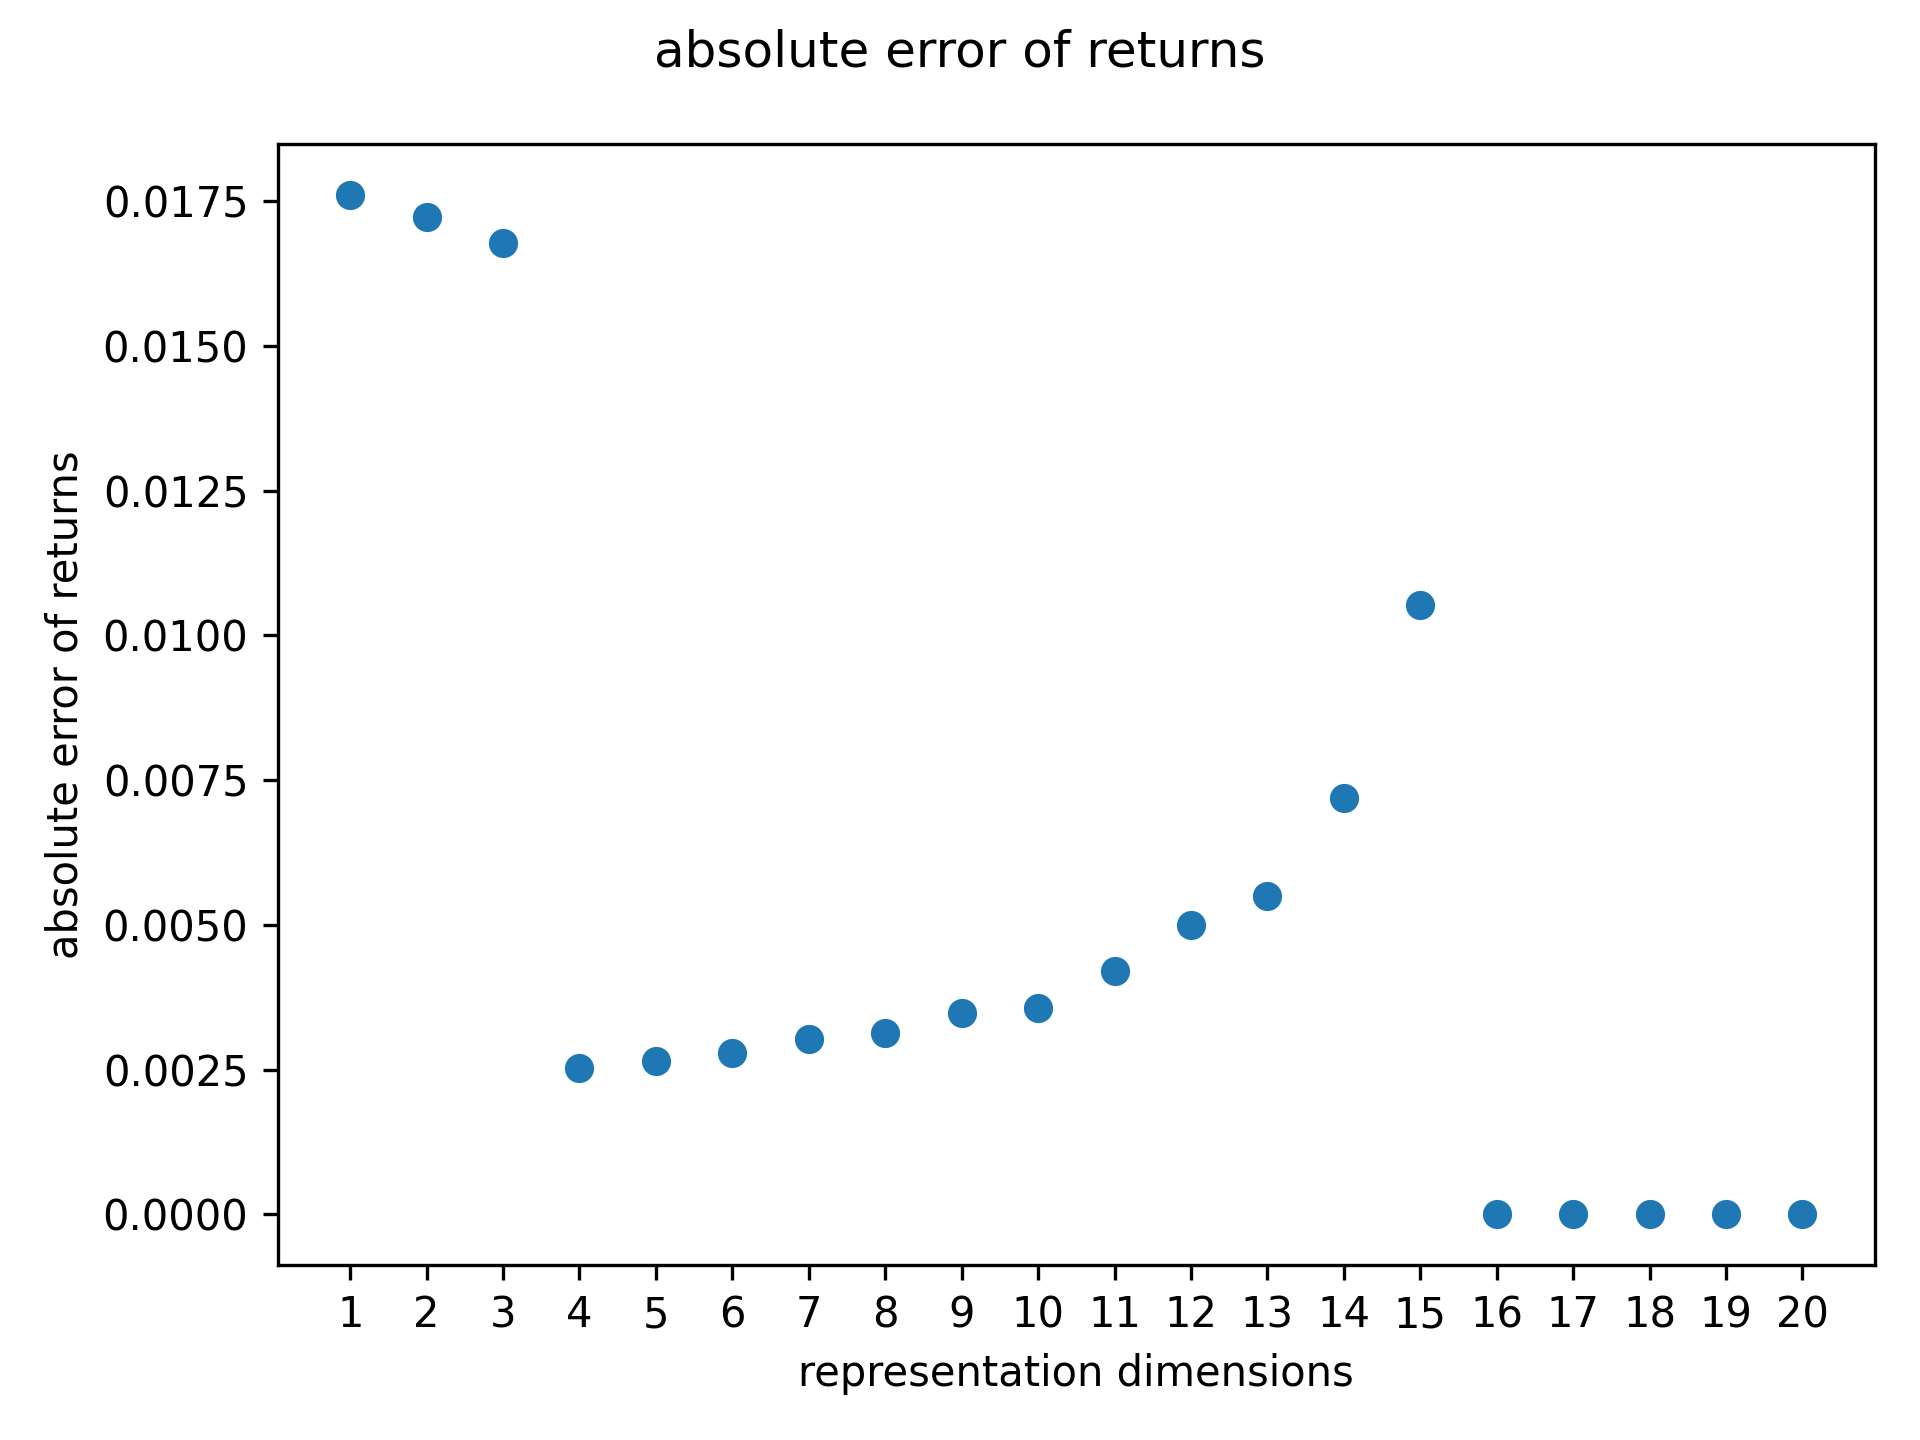 absolute error of returns
absolute error of returns
0.0175
0.0150
0.0125
0.0100
0.0075
0.0050
0.0025
0.0000
1 2 3 4 5 6 7 8 9 10 11 12 13 14 15 16 17 18 19 20
representation dimensions